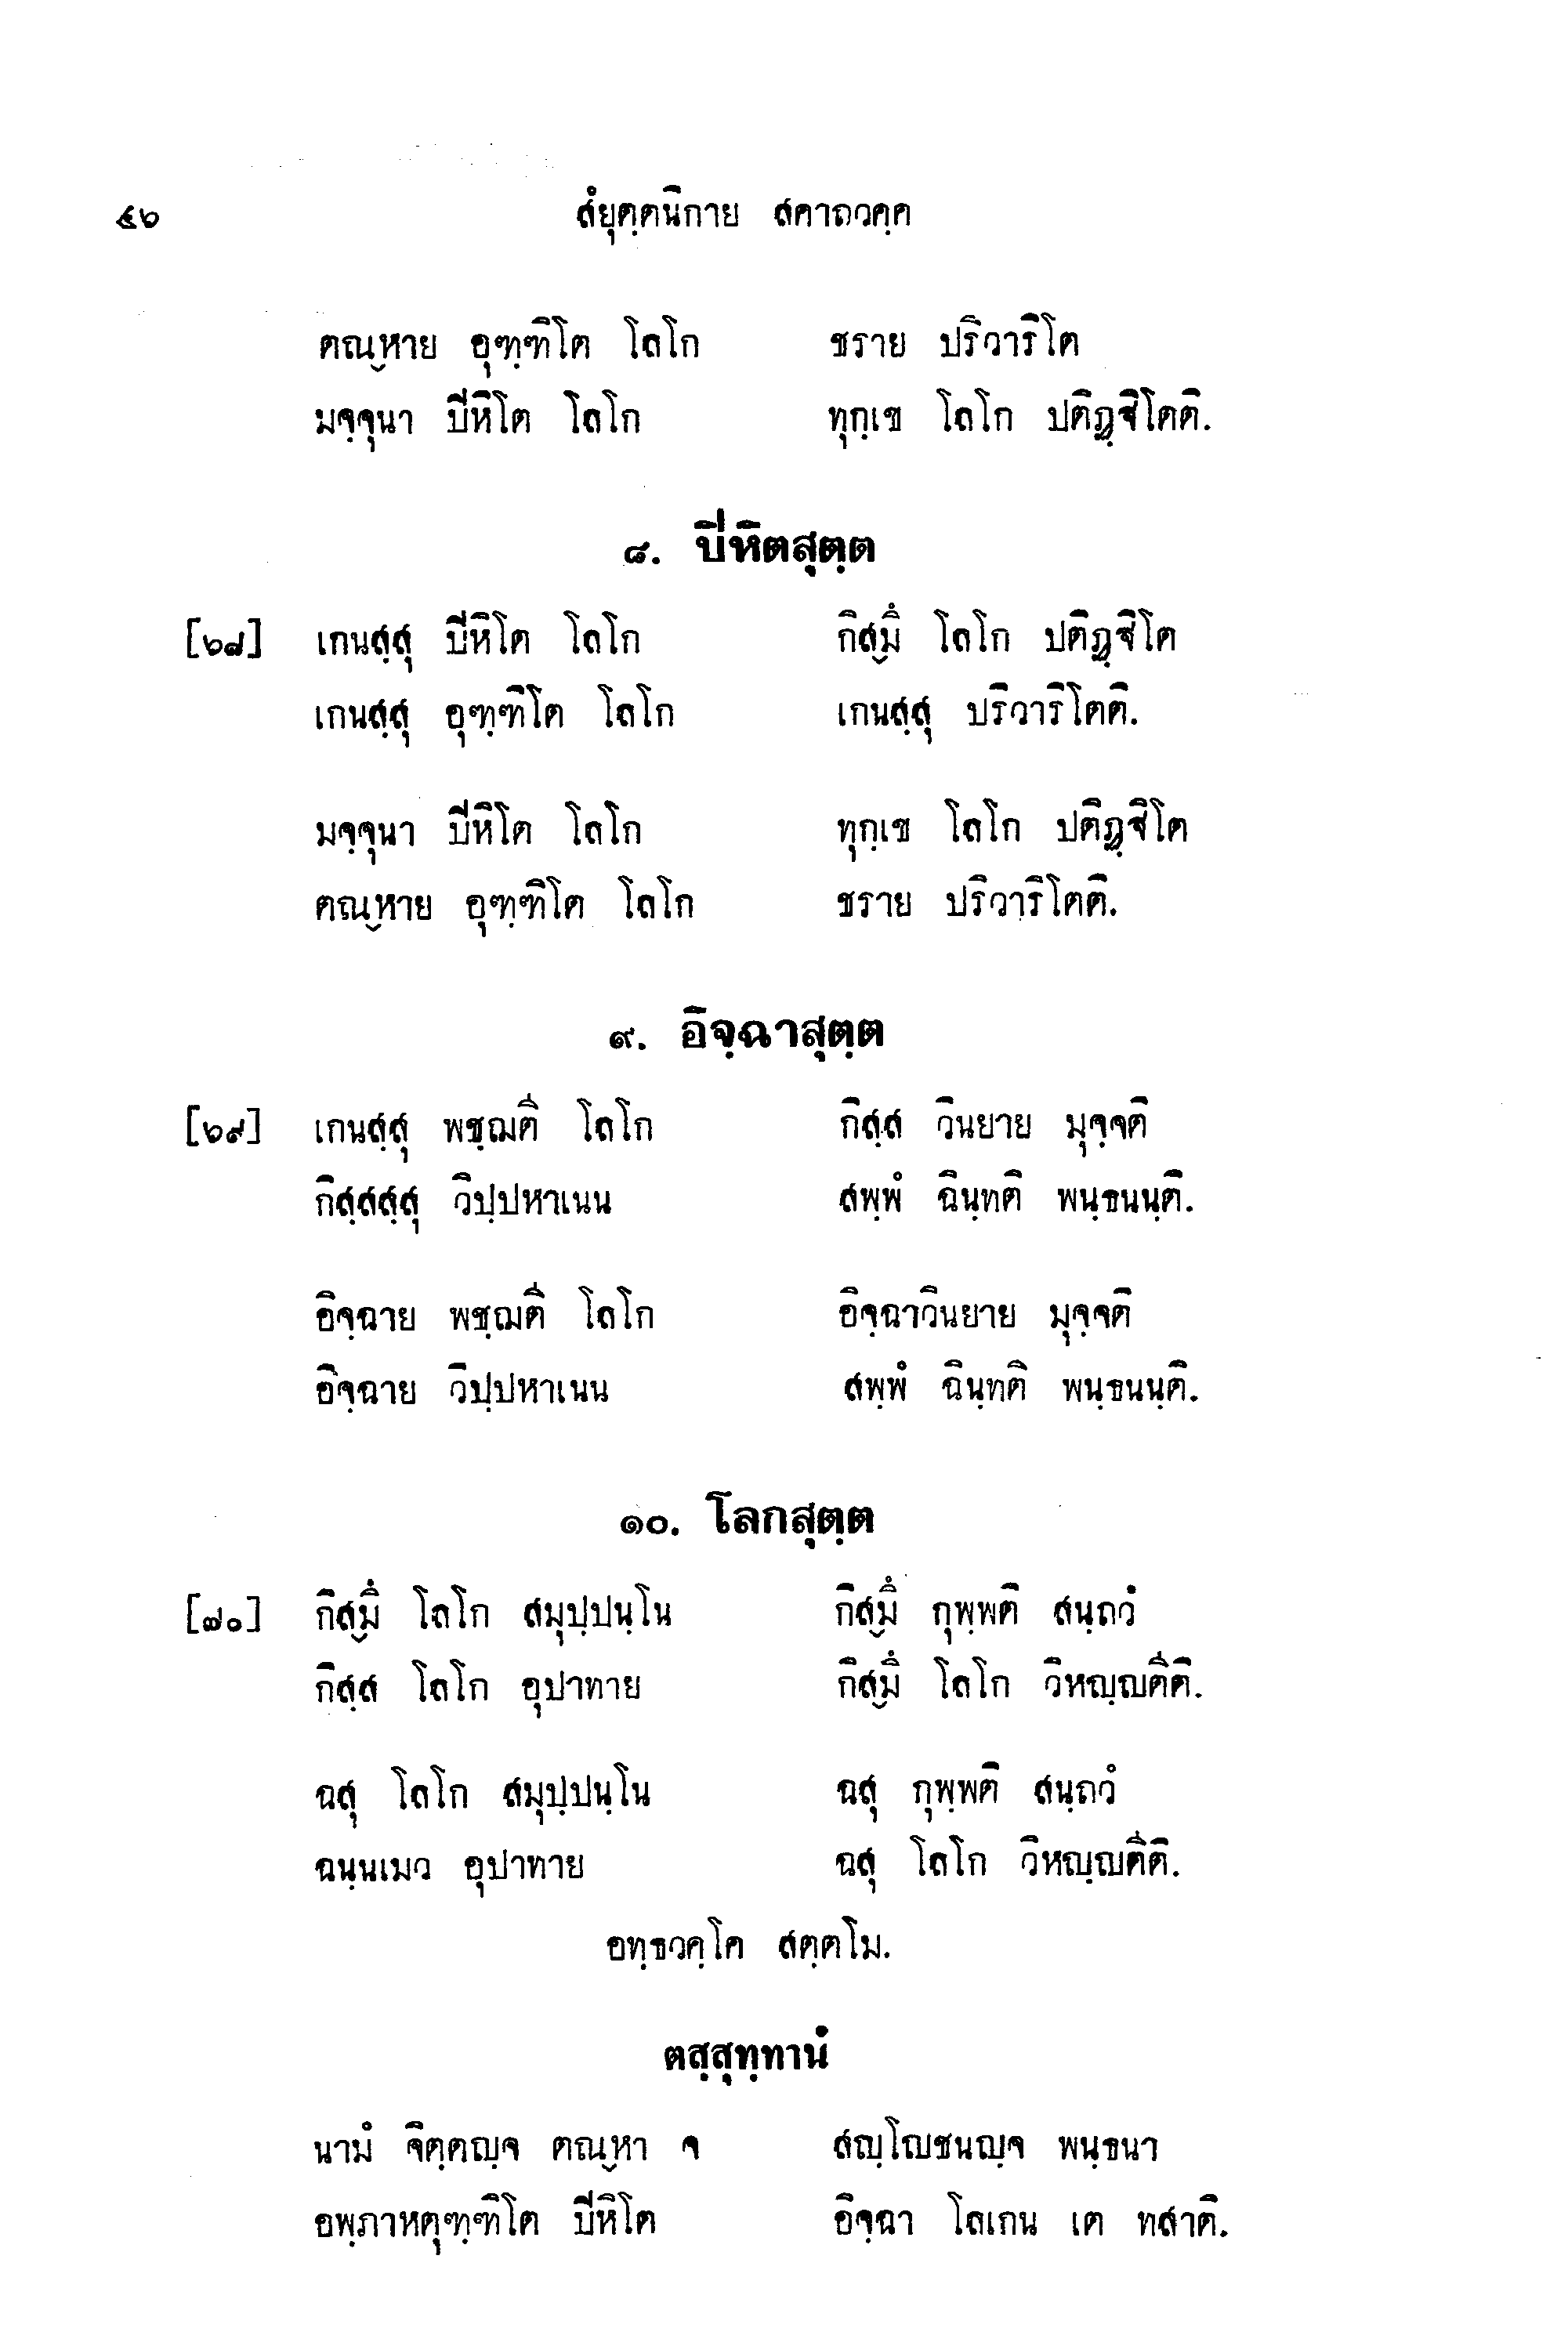 ๕๖ สํยุตฺตนิกาย สคาถวคฺค
ตณฺหาย อุฑฺฑิโต โลโก ชราย ปริวาริโต
มจฺจุนา ปิหิโต โลโก ทุกฺเข โลโก ปติฏฺฐิโตติ.
๘. ปิหิตสุตฺต
[๖๘] เกนสฺสุ ปิหิโต โลโก กิสฺมึ โลโก ปติฏฺฐิโต
เกนสฺสุ อุฑฺฑิโต โลโก เกนสฺสุ ปริวาริโตติ.
มจฺจุนา ปิหิโต โลโก ทุกฺเข โลโก ปติฏฺฐิโต
ตณฺหาย อุฑฺฑิโต โลโก ชราย ปริวาริโตติ.
๙. อิจฺฉาสุตฺต
[๖๙] เกนสฺสุ พชฺฌตี โลโก กิสฺส วินยาย มุจฺจติ
กิสฺสสฺสุ วิปฺปหาเนน สพฺพํ ฉินฺทติ พนฺธนนฺติ.
อิจฺฉาย พชฺฌตี โลโก อิจฺฉาวินยาย มุจฺจติ
อิจฺฉาย วิปฺปหาเนน สพฺพํ ฉินฺทติ พนฺธนนฺติ.
๑๐. โลกสุตฺต
[๗๐] กิสฺมึ โลโก สมุปฺปนฺโน กิสฺมึ กุพฺพติ สนฺถวํ
กิสฺส โลโก อุปาทาย กิสฺมึ โลโก วิหญฺญตีติ.
ฉสุ โลโก สมุปฺปนฺโน ฉสุ กุพฺพติ สนฺถวํ
ฉนฺนเมว อุปาทาย ฉสุ โลโก วิหญฺญตีติ.
อทฺธวคฺโค สตฺตโม.
ตสฺสุทฺทานํ
นามํ จิตฺตญฺจ ตณฺหา จ สญฺโญชนญฺจ พนฺธนา
อพฺภาหตุฑฺฑิโต ปิหิโต อิจฺฉา โลเกน เต ทสาติ.